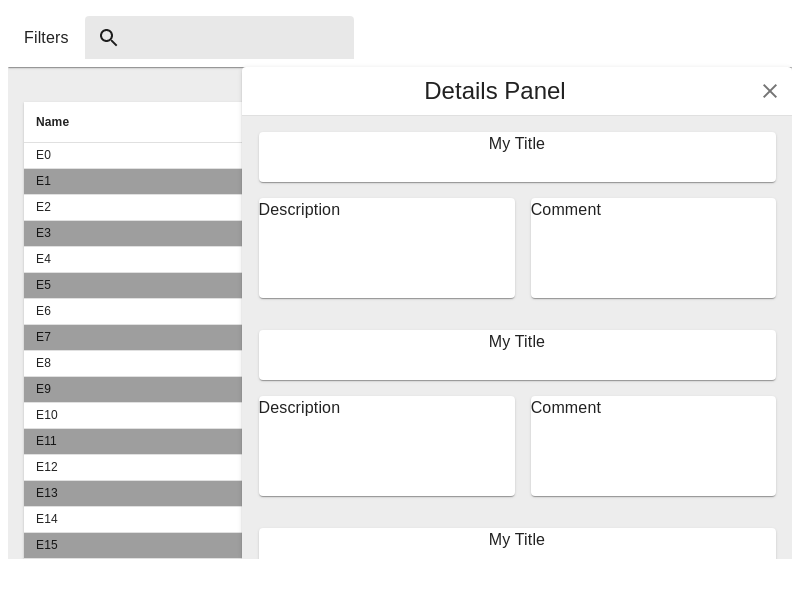 Filters
Details Panel
Name
E0
E1
E2
E3
E4
E5
E6
E7
E8
E9
E10
E11
E12
E13
E14
E15
My Title
Description
Comment
My Title
Description
Comment
My Title